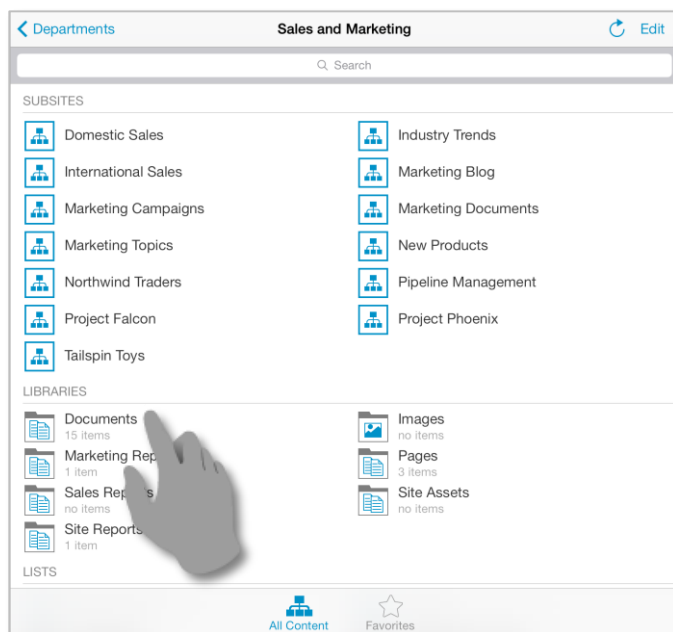 Departments Sales and Marketing Edit
Search
SUBSITES
Domestic Sales Industry Trends
International Sales Marketing Blog
Marketing Campaigns Marketing Documents
Marketing Topics New Products
Northwind Traders Pipeline Management
Project Falcon Project Phoenix
Tailspin Toys
LIBRARIES
Documents Images
15 items no items
Marketing Rep Pages
1 item 3 items
Sales Reports Site Assets
no items no items
Site Reports
1 item
LISTS
All Content Favorites